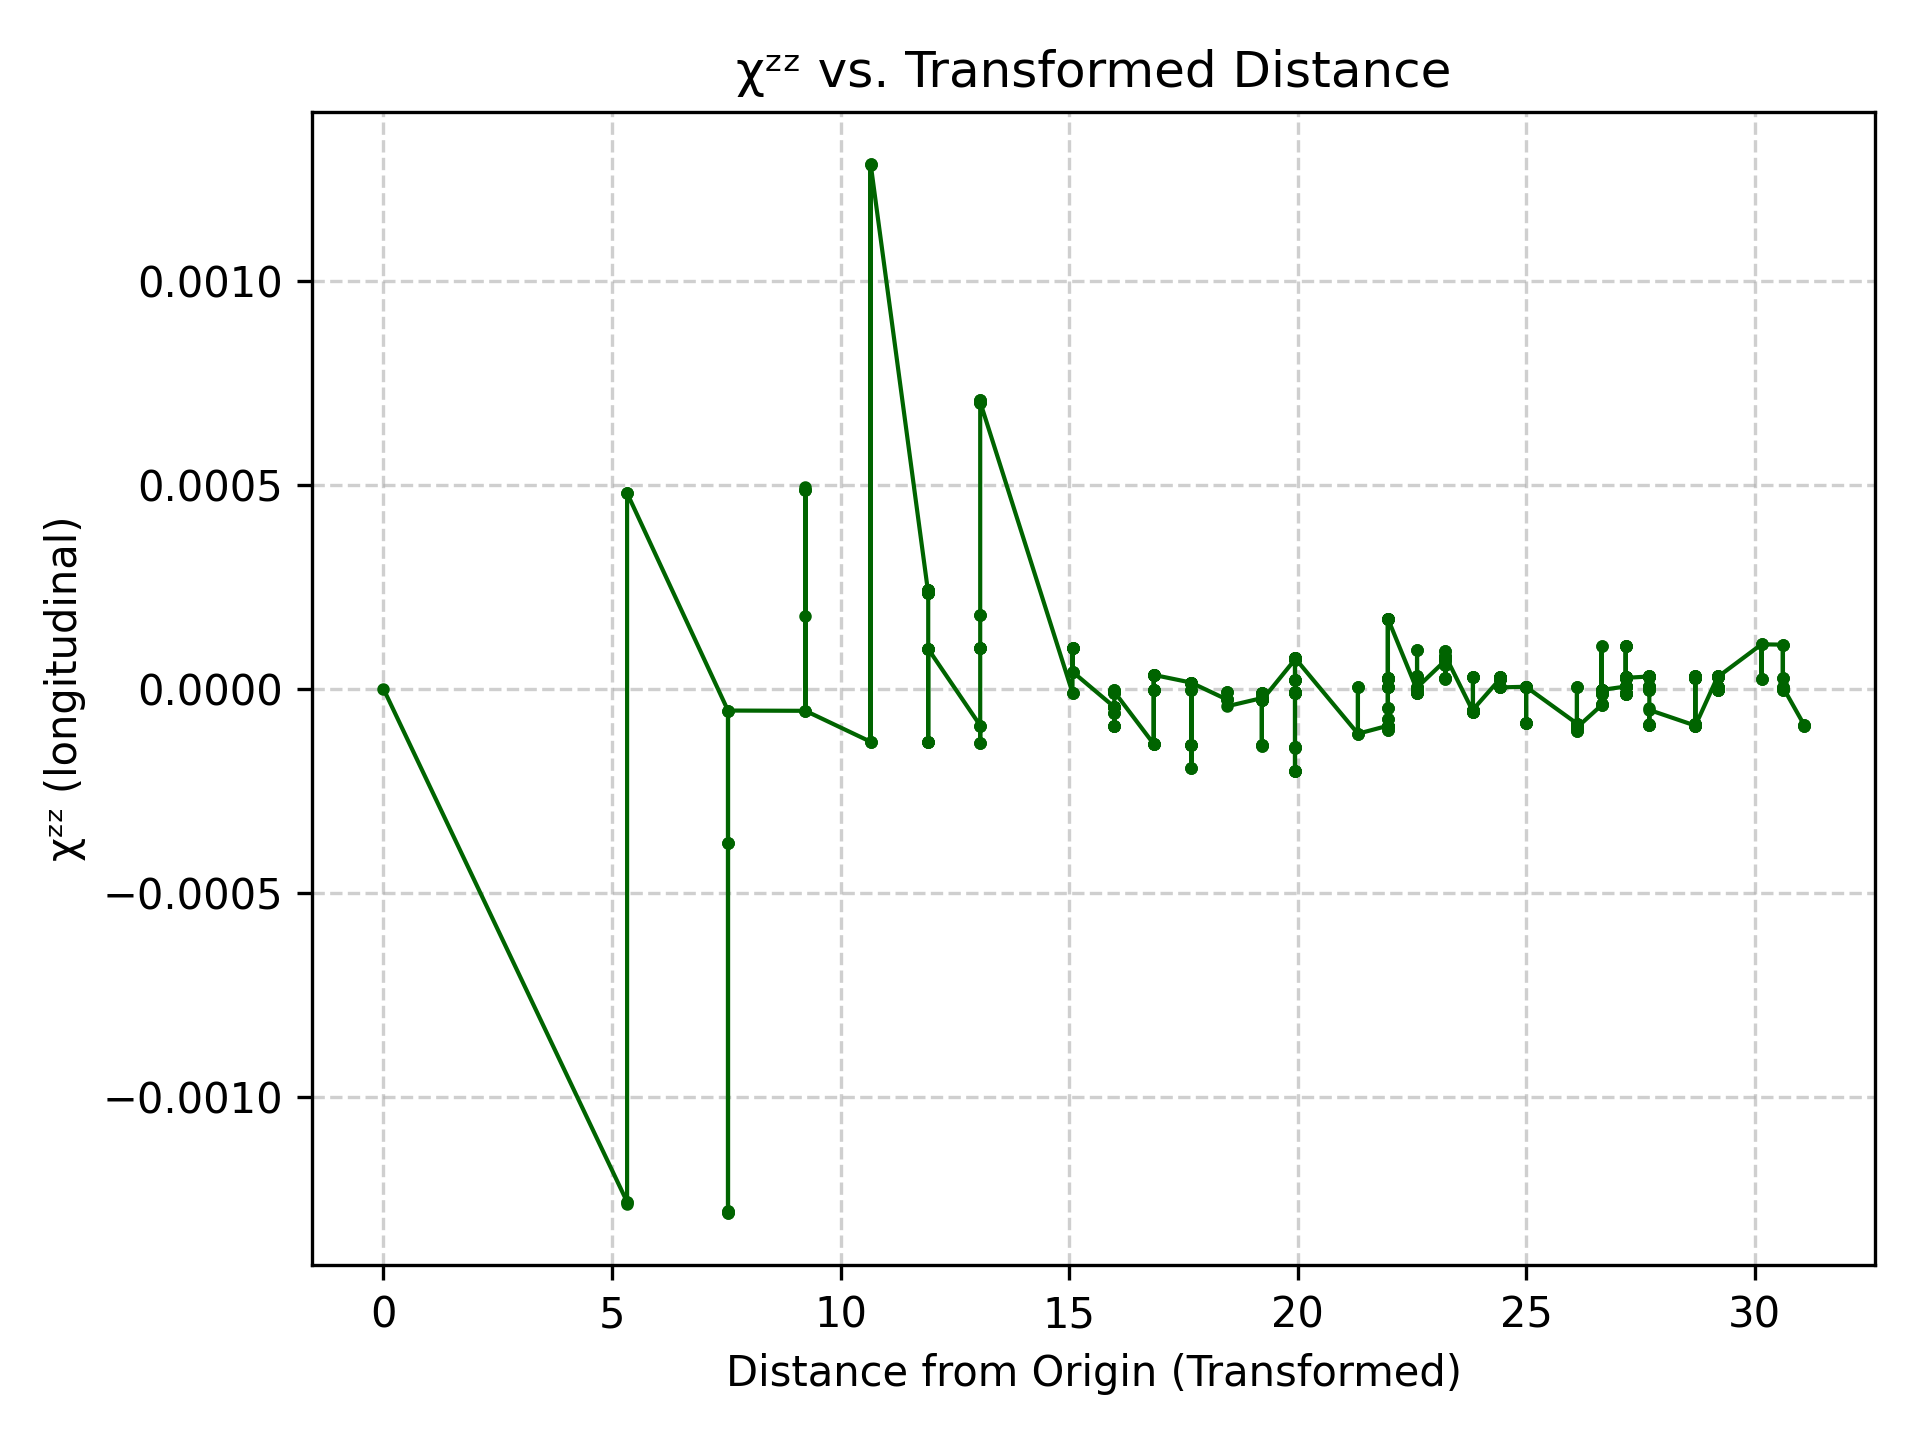 χᶻᶻ vs. Transformed Distance
χᶻᶻ (longitudinal)
0.0010
0.0005
0.0000
−0.0005
−0.0010
0 5 10 15 20 25 30
Distance from Origin (Transformed)